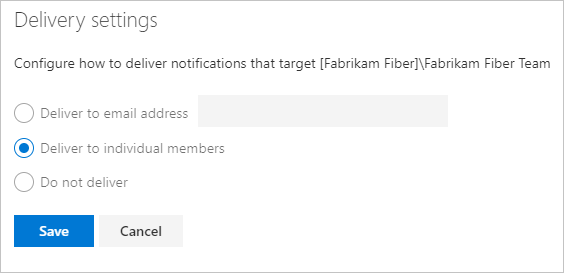 Delivery settings
Configure how to deliver notifications that target [Fabrikam Fiber]\Fabrikam Fiber Team
Deliver to email address
Deliver to individual members
Do not deliver
Save Cancel